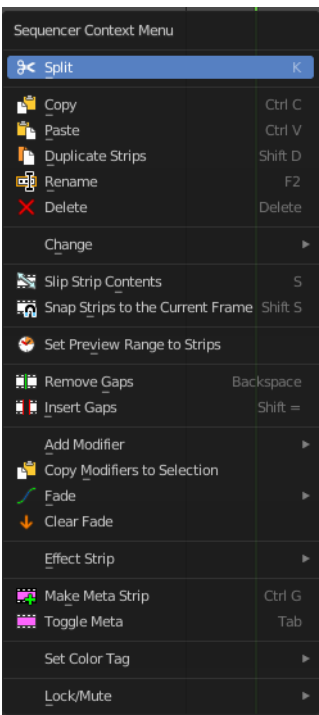 Sequencer Context Menu
Split K
Copy Ctrl C
Paste Ctrl V
Duplicate Strips Shift D
Rename F2
Delete Delete
Change
Slip Strip Contents S
Snap Strips to the Current Frame Shift S
Set Preview Range to Strips
Remove Gaps Backspace
Insert Gaps Shift =
Add Modifier
Copy Modifiers to Selection
Fade
Clear Fade
Effect Strip
Make Meta Strip Ctrl G
Toggle Meta Tab
Set Color Tag
Lock/Mute